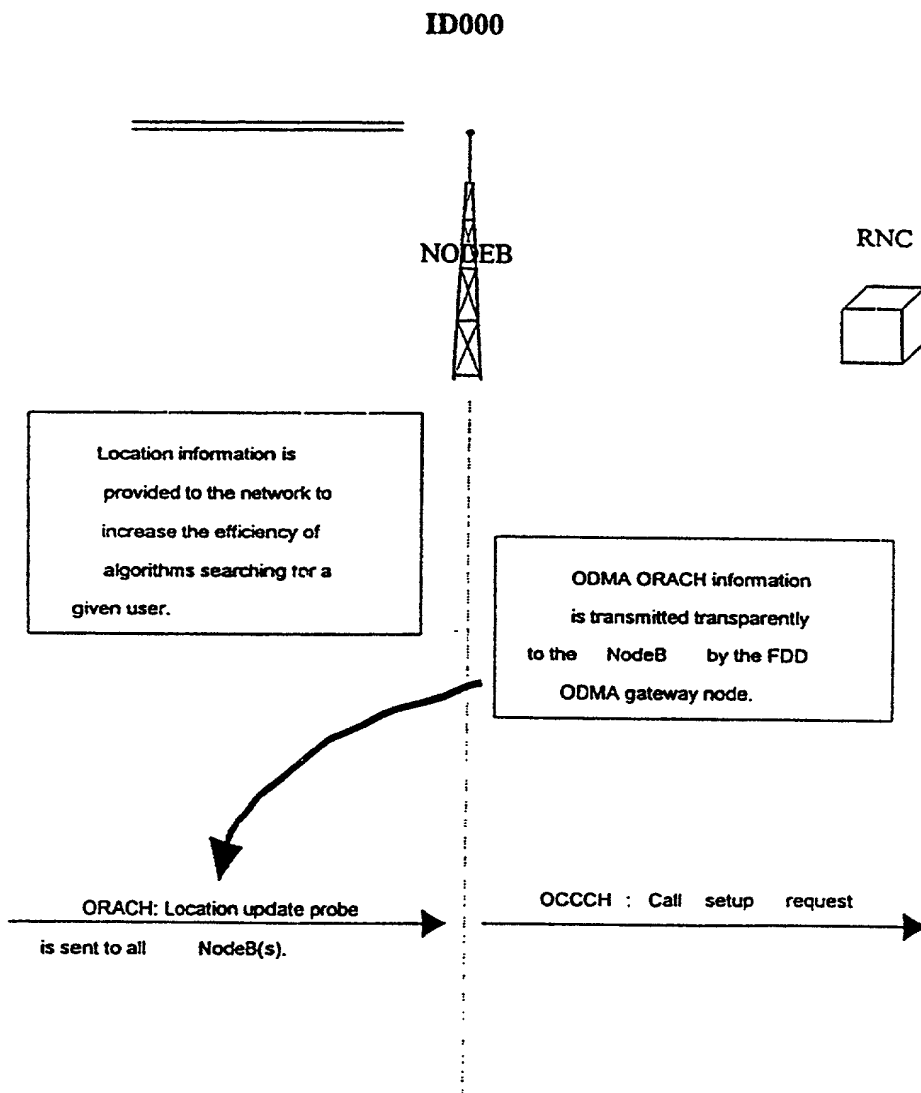 ID000
NODEB
RNC
Location information is
provided to the network to
increase the efficiency of
algorithms searching for a
given user.
ODMA ORACH information
is transmitted transparently
to the NodeB by the FDD
ODMA gateway node.
ORACH: Location update probe
is sent to all NodeB(s).
OCCCH : Call setup request